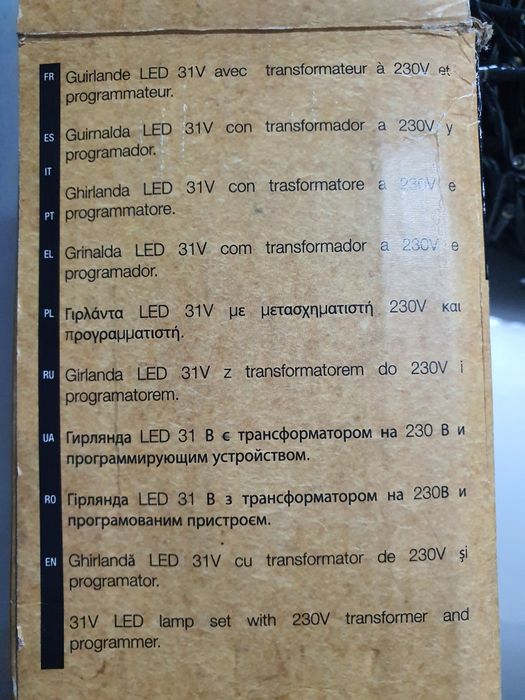 FR
Guirlande LED 31V avec transformateur à 230V et
programmateur.
ES
Guirnalda LED 31V con transformador a 230V y
programador.
IT
Ghirlanda LED 31V con trasformatore a 230V e
PT
programmatore.
EL
Grinalda LED 31V com transformador a 230V e
programador.
PL
Γιρλάντα LED 31V με μετασχηματιστή 230V και
προγραμματιστή.
RU
Girlanda LED 31V z transformatorem do 230V i
programatorem.
UA
Гирлянда LED 31 В є трансформатором на 230 В и
программирующим устройством.
RO
Гірлянда LED 31 В з трансформатором на 230В и
програмованим пристроєм.
EN
Ghirlandă LED 31V cu transformator de 230V și
programator.
31V LED lamp set with 230V transformer and
programmer.